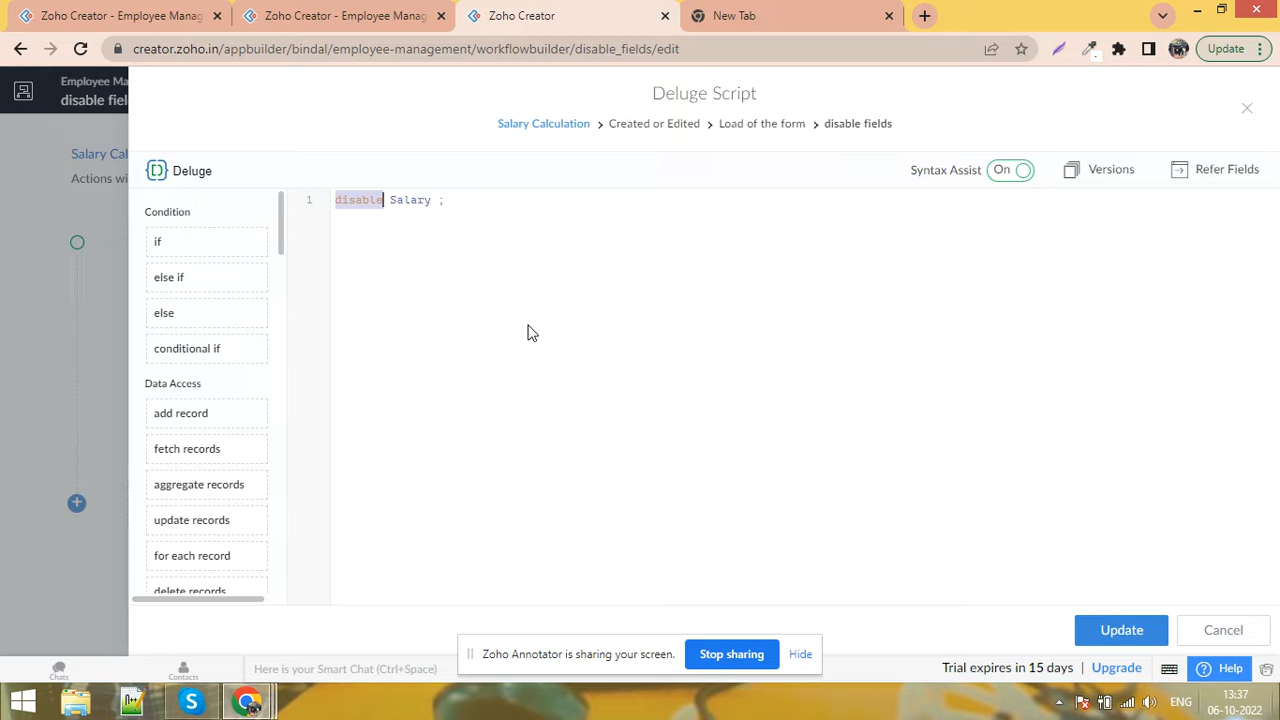 Zoho Creator - Employee Manag
Zoho Creator - Employee Manag
Zoho Creator
New Tab
creator.zoho.in/appbuilder/bindal/employee-management/workflowbuilder/disable_fields/edit
Update
Employee Ma
disable fiel
Deluge Script
Salary Calculation > Created or Edited > Load of the form > disable fields
Salary Cal
Actions wi
Deluge
Syntax Assist On
Versions
Refer Fields
Condition
if
else if
else
conditional if
Data Access
add record
fetch records
aggregate records
update records
for each record
delete records
1 disable Salary ;
Update
Cancel
Zoho Annotator is sharing your screen.
Stop sharing
Hide
Chats
Contacts
Here is your Smart Chat (Ctrl+Space)
Trial expires in 15 days
Upgrade
Help
ENG
13:37
06-10-2022